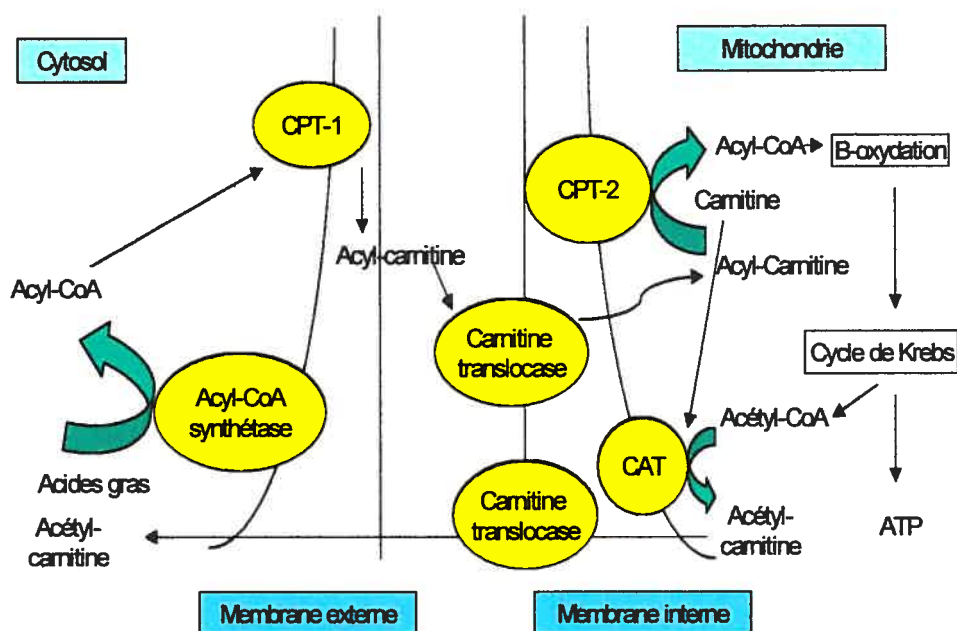 Cytosol
Mitochondrie
CPT-1
CPT-2
Acyl-CoA
B-oxydation
Carnitine
Acyl-carnitine
Acyl-Carnitine
Acyl-CoA
Carnitine
translocase
Cycle de Krebs
Acyl-CoA
synthétase
Acétyl-CoA
CAT
Acides gras
Carnitine
translocase
Acétyl-
carnitine
Acétyl-
carnitine
ATP
Membrane externe
Membrane interne